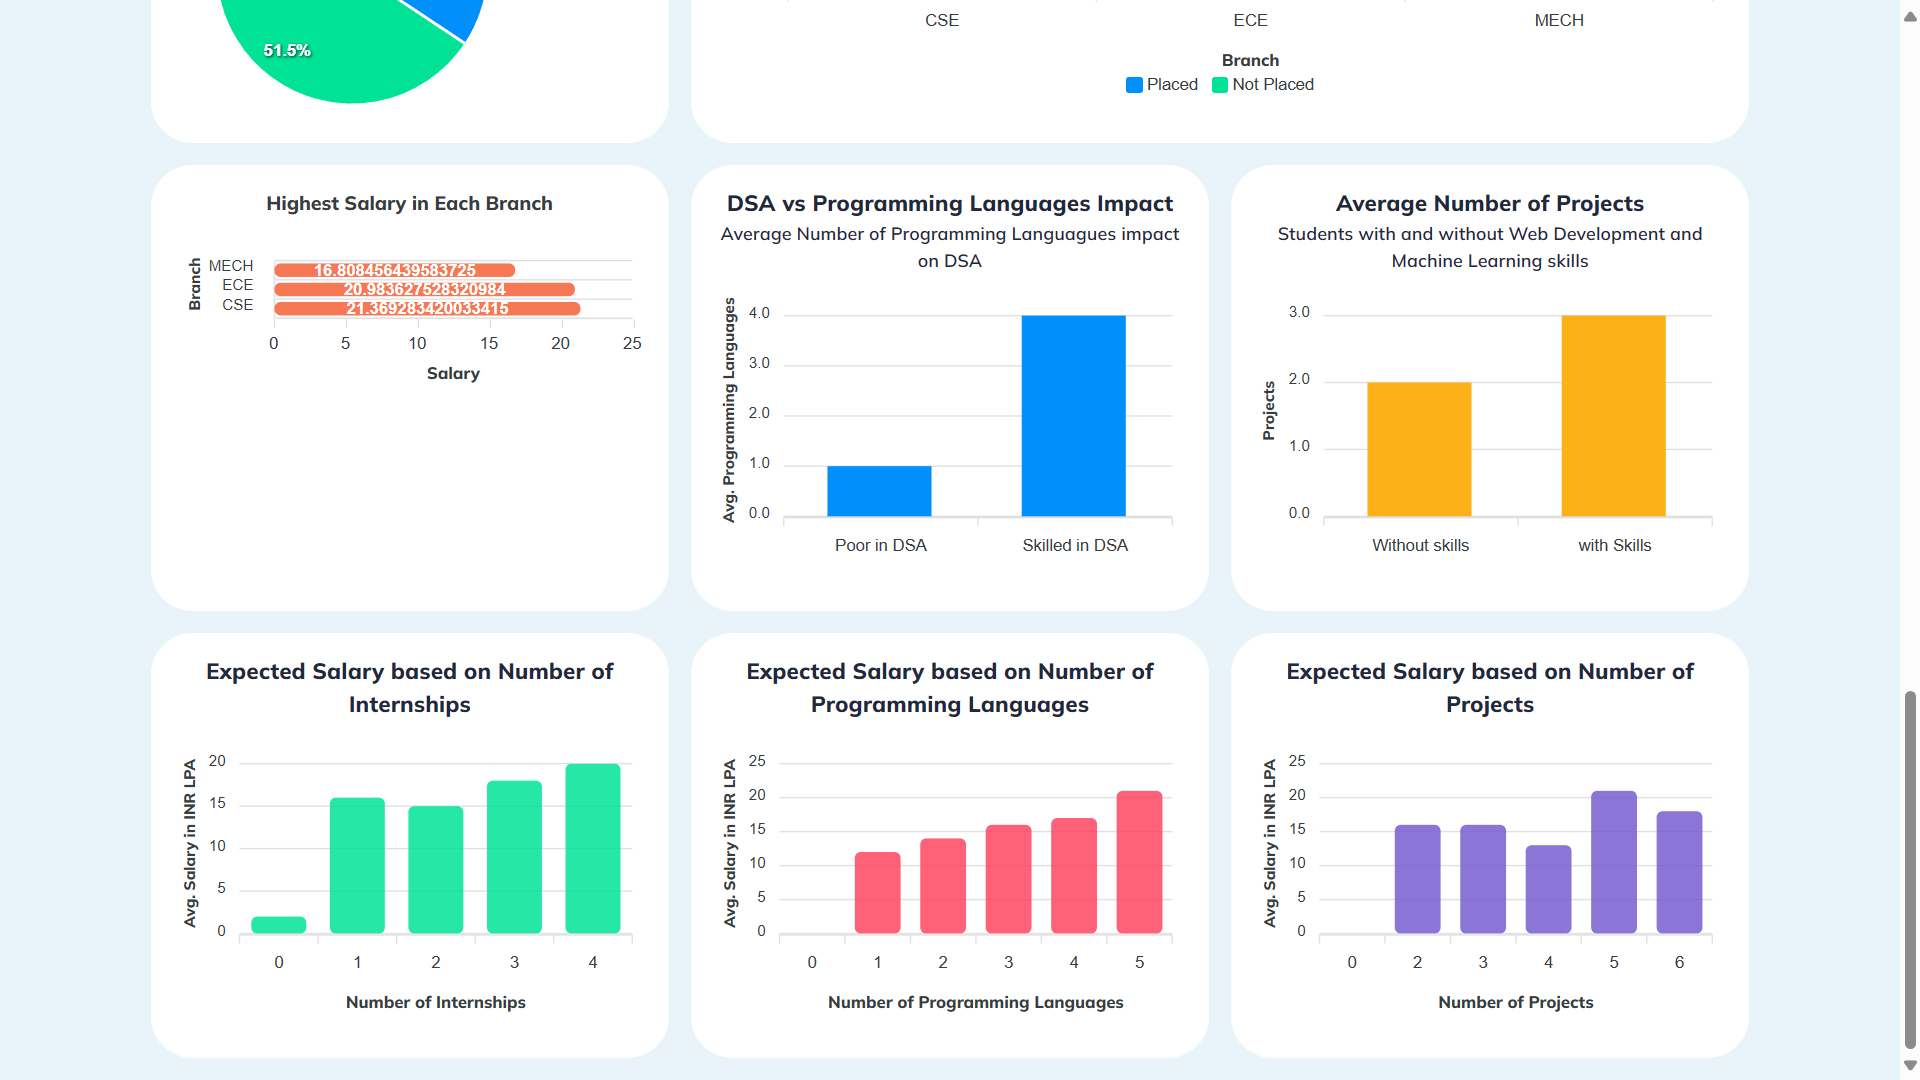 51.5%
CSE
ECE
MECH
Branch
Placed
Not Placed
Highest Salary in Each Branch
Branch
MECH
ECE
CSE
16.808456439583725
20.983627528320984
21.369283420033415
0
5
10
15
20
25
Salary
DSA vs Programming Languages Impact
Average Number of Programming Languagues impact
on DSA
Avg. Programming Languages
4.0
3.0
2.0
1.0
0.0
Poor in DSA
Skilled in DSA
Average Number of Projects
Students with and without Web Development and
Machine Learning skills
Projects
3.0
2.0
1.0
0.0
Without skills
with Skills
Expected Salary based on Number of
Internships
Avg. Salary in INR LPA
20
15
10
5
0
0
1
2
3
4
Number of Internships
Expected Salary based on Number of
Programming Languages
Avg. Salary in INR LPA
25
20
15
10
5
0
0
1
2
3
4
5
Number of Programming Languages
Expected Salary based on Number of
Projects
Avg. Salary in INR LPA
25
20
15
10
5
0
0
2
3
4
5
6
Number of Projects